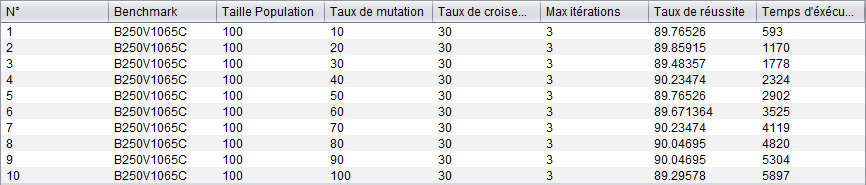 N° Benchmark Taille Population Taux de mutation Taux de croise... Max itérations Taux de réussite Temps d'éxécu...
1 B250V1065C 100 10 30 3 89.76526 593
2 B250V1065C 100 20 30 3 89.85915 1170
3 B250V1065C 100 30 30 3 89.48357 1778
4 B250V1065C 100 40 30 3 90.23474 2324
5 B250V1065C 100 50 30 3 89.76526 2902
6 B250V1065C 100 60 30 3 89.671364 3525
7 B250V1065C 100 70 30 3 90.23474 4119
8 B250V1065C 100 80 30 3 90.04695 4820
9 B250V1065C 100 90 30 3 90.04695 5304
10 B250V1065C 100 100 30 3 89.29578 5897